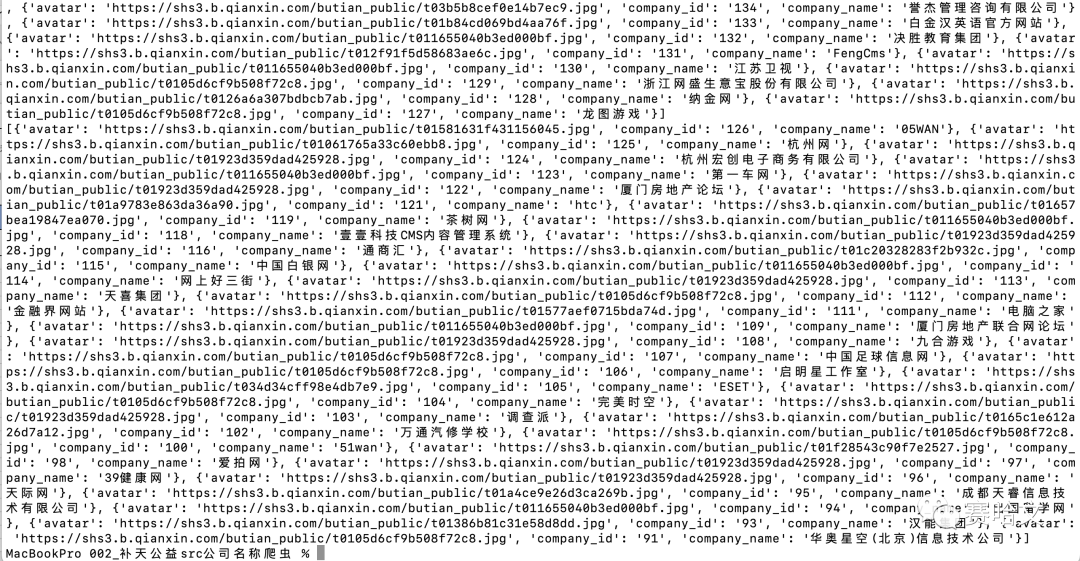 , {'avatar': 'https://shs3.b.qianxin.com/butian_public/t03b5b8cef0e14b7ec9.jpg', 'company_id': '134', 'company_name': '誉杰管理咨询有限公司'}
, {'avatar': 'https://shs3.b.qianxin.com/butian_public/t01b84cd069bd4aa76f.jpg', 'company_id': '133', 'company_name': '白金汉英语官方网站'},
{'avatar': 'https://shs3.b.qianxin.com/butian_public/t011655040b3ed000bf.jpg', 'company_id': '132', 'company_name': '决胜教育集团'}, {'avatar
': 'https://shs3.b.qianxin.com/butian_public/t012f91f5d58683ae6c.jpg', 'company_id': '131', 'company_name': 'FengCms'}, {'avatar': 'https://s
hs3.b.qianxin.com/butian_public/t011655040b3ed000bf.jpg', 'company_id': '130', 'company_name': '江苏卫视'}, {'avatar': 'https://shs3.b.qianxi
n.com/butian_public/t0105d6cf9b508f72c8.jpg', 'company_id': '129', 'company_name': '浙江网盛生意宝股份有限公司'}, {'avatar': 'https://shs3.b.
qianxin.com/butian_public/t0126a6a307bdbcb7ab.jpg', 'company_id': '128', 'company_name': '纳金网'}, {'avatar': 'https://shs3.b.qianxin.com/bu
tian_public/t0105d6cf9b508f72c8.jpg', 'company_id': '127', 'company_name': '龙图游戏'}]
[{'avatar': 'https://shs3.b.qianxin.com/butian_public/t01581631f431156045.jpg', 'company_id': '126', 'company_name': '05WAN'}, {'avatar': 'ht
tps://shs3.b.qianxin.com/butian_public/t01061765a33c60ebb8.jpg', 'company_id': '125', 'company_name': '杭州网'}, {'avatar': 'https://shs3.b.q
ianxin.com/butian_public/t01923d359dad425928.jpg', 'company_id': '124', 'company_name': '杭州宏创电子商务有限公司'}, {'avatar': 'https://shs3
.b.qianxin.com/butian_public/t011655040b3ed000bf.jpg', 'company_id': '123', 'company_name': '第一车网'}, {'avatar': 'https://shs3.b.qianxin.c
om/butian_public/t01923d359dad425928.jpg', 'company_id': '122', 'company_name': '厦门房地产论坛'}, {'avatar': 'https://shs3.b.qianxin.com/but
ian_public/t01a9783e863da36a90.jpg', 'company_id': '121', 'company_name': 'htc'}, {'avatar': 'https://shs3.b.qianxin.com/butian_public/t01657
bea19847ea070.jpg', 'company_id': '119', 'company_name': '茶树网'}, {'avatar': 'https://shs3.b.qianxin.com/butian_public/t011655040b3ed000bf.
jpg', 'company_id': '118', 'company_name': '壹壹科技CMS内容管理系统'}, {'avatar': 'https://shs3.b.qianxin.com/butian_public/t01923d359dad4259
28.jpg', 'company_id': '116', 'company_name': '通商汇'}, {'avatar': 'https://shs3.b.qianxin.com/butian_public/t01c20328283f2b932c.jpg', 'comp
any_id': '115', 'company_name': '中国白银网'}, {'avatar': 'https://shs3.b.qianxin.com/butian_public/t011655040b3ed000bf.jpg', 'company_id': '
114', 'company_name': '网上好三街'}, {'avatar': 'https://shs3.b.qianxin.com/butian_public/t01923d359dad425928.jpg', 'company_id': '113', 'com
pany_name': '天喜集团'}, {'avatar': 'https://shs3.b.qianxin.com/butian_public/t0105d6cf9b508f72c8.jpg', 'company_id': '112', 'company_name':
'金融界网站'}, {'avatar': 'https://shs3.b.qianxin.com/butian_public/t01577aef0715bda74d.jpg', 'company_id': '111', 'company_name': '电脑之家'
}, {'avatar': 'https://shs3.b.qianxin.com/butian_public/t011655040b3ed000bf.jpg', 'company_id': '109', 'company_name': '厦门房地产联合网论坛'
}, {'avatar': 'https://shs3.b.qianxin.com/butian_public/t01923d359dad425928.jpg', 'company_id': '108', 'company_name': '九合游戏'}, {'avatar'
: 'https://shs3.b.qianxin.com/butian_public/t0105d6cf9b508f72c8.jpg', 'company_id': '107', 'company_name': '中国足球信息网'}, {'avatar': 'htt
ps://shs3.b.qianxin.com/butian_public/t0105d6cf9b508f72c8.jpg', 'company_id': '106', 'company_name': '启明星工作室'}, {'avatar': 'https://shs
3.b.qianxin.com/butian_public/t034d34cff98e4db7e9.jpg', 'company_id': '105', 'company_name': 'ESET'}, {'avatar': 'https://shs3.b.qianxin.com/
butian_public/t0105d6cf9b508f72c8.jpg', 'company_id': '104', 'company_name': '完美时空'}, {'avatar': 'https://shs3.b.qianxin.com/butian_publi
c/t01923d359dad425928.jpg', 'company_id': '103', 'company_name': '调查派'}, {'avatar': 'https://shs3.b.qianxin.com/butian_public/t0165c1e612a
26d7a12.jpg', 'company_id': '102', 'company_name': '万通汽修学校'}, {'avatar': 'https://shs3.b.qianxin.com/butian_public/t0105d6cf9b508f72c8.
jpg', 'company_id': '100', 'company_name': '51wan'}, {'avatar': 'https://shs3.b.qianxin.com/butian_public/t01f28543c90f7e2527.jpg', 'company_
id': '98', 'company_name': '爱拍网'}, {'avatar': 'https://shs3.b.qianxin.com/butian_public/t01923d359dad425928.jpg', 'company_id': '97', 'com
pany_name': '39健康网'}, {'avatar': 'https://shs3.b.qianxin.com/butian_public/t01923d359dad425928.jpg', 'company_id': '96', 'company_name': '
天际网'}, {'avatar': 'https://shs3.b.qianxin.com/butian_public/t01a4ce9e26d3ca269b.jpg', 'company_id': '95', 'company_name': '成都天睿信息技
术有限公司'}, {'avatar': 'https://shs3.b.qianxin.com/butian_public/t011655040b3ed000bf.jpg', 'company_id': '94', 'company_name': 国 学网'
}, {'avatar': 'https://shs3.b.qianxin.com/butian_public/t01386b81c31e58d8dd.jpg', 'company_id': '93', 'company_name': '汉能 团'}, {'avatar':
'https://shs3.b.qianxin.com/butian_public/t0105d6cf9b508f72c8.jpg', 'company_id': '91', 'company_name': '华奥星空(北京)信息技术公司'}]
MacBookPro 002_补天公益src公司名称爬虫 %